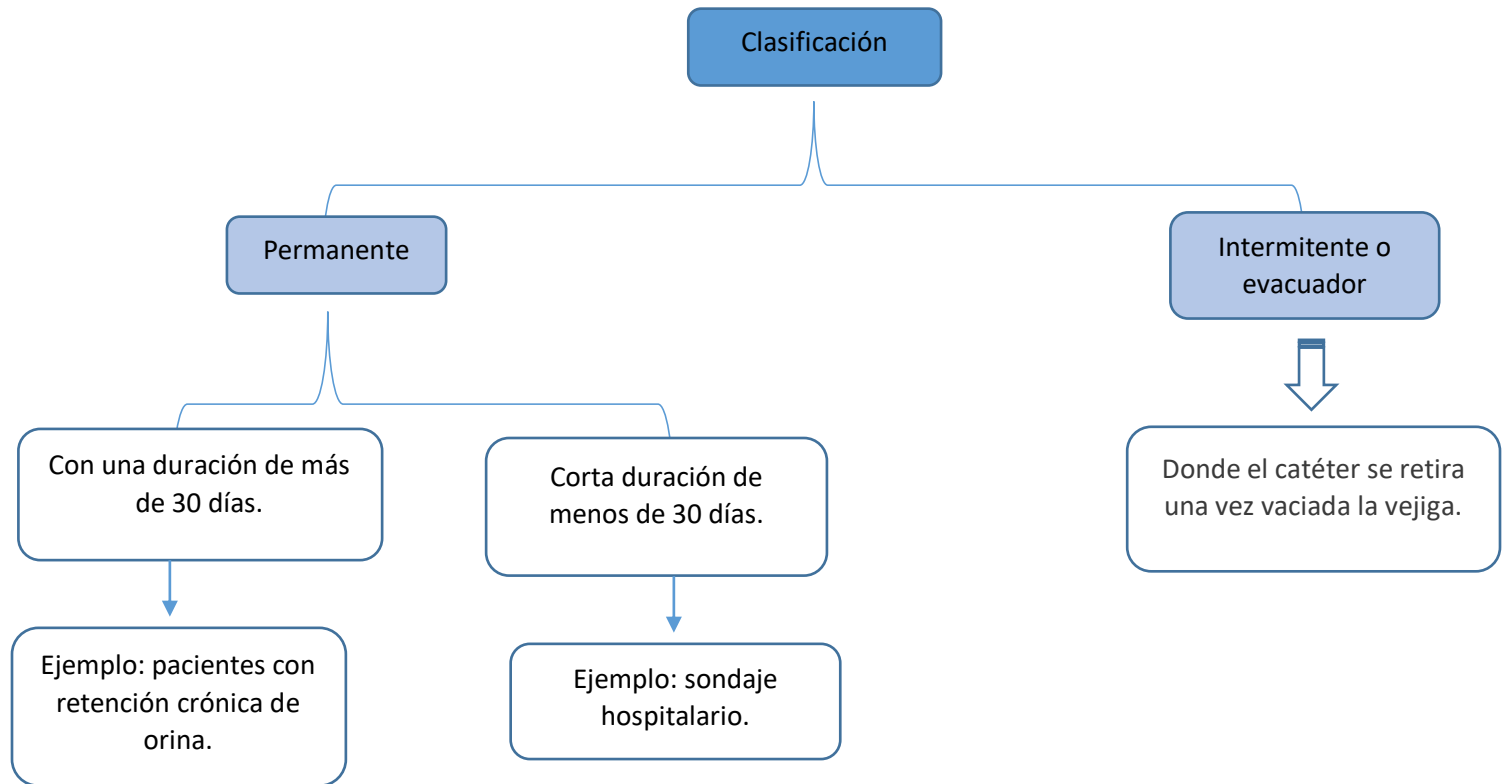 Clasificación
Permanente
Intermitente o
evacuador
Con una duración de más
de 30 días.
Corta duración de
menos de 30 días.
Donde el catéter se retira
una vez vaciada la vejiga.
Ejemplo: pacientes con
retención crónica de
orina.
Ejemplo: sondaje
hospitalario.